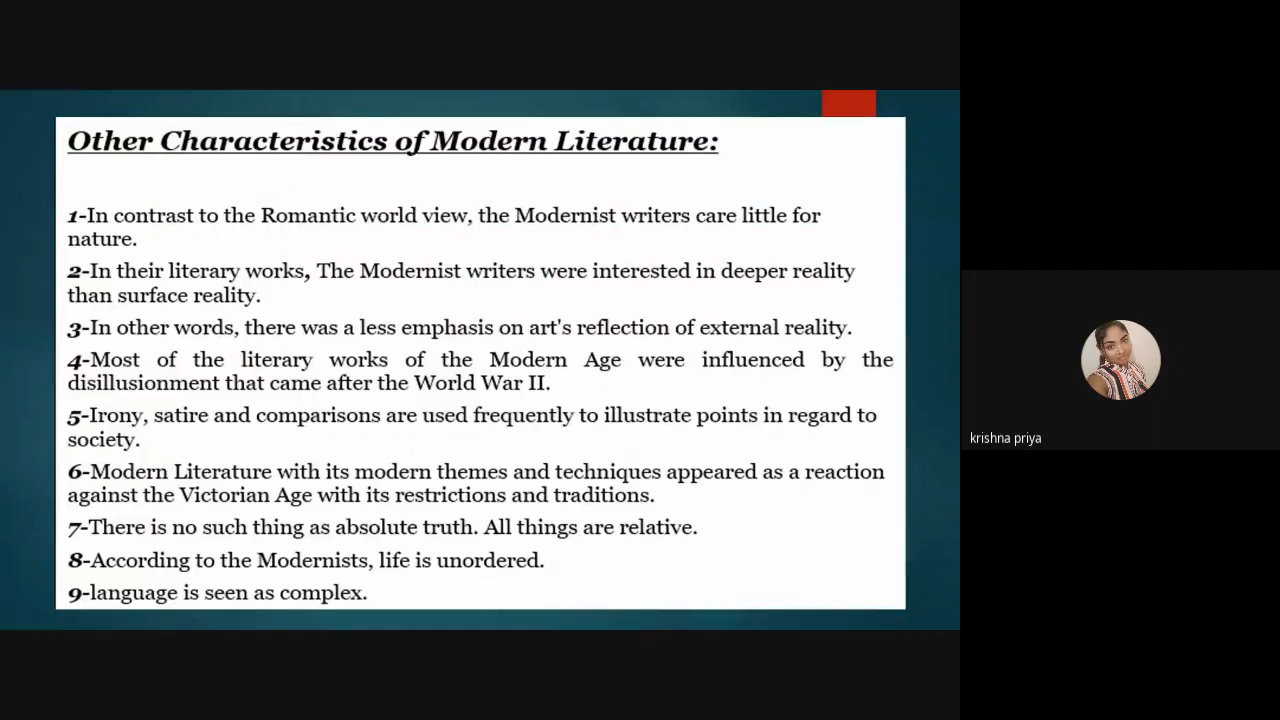 Other Characteristics of Modern Literature:
1-In contrast to the Romantic world view, the Modernist writers care little for
nature.
2-In their literary works, The Modernist writers were interested in deeper reality
than surface reality.
3-In other words, there was a less emphasis on art's reflection of external reality.
4-Most of the literary works of the Modern Age were influenced by the
disillusionment that came after the World War II.
5-Irony, satire and comparisons are used frequently to illustrate points in regard to
society.
6-Modern Literature with its modern themes and techniques appeared as a reaction
against the Victorian Age with its restrictions and traditions.
7-There is no such thing as absolute truth. All things are relative.
8-According to the Modernists, life is unordered.
9-language is seen as complex.
krishna priya